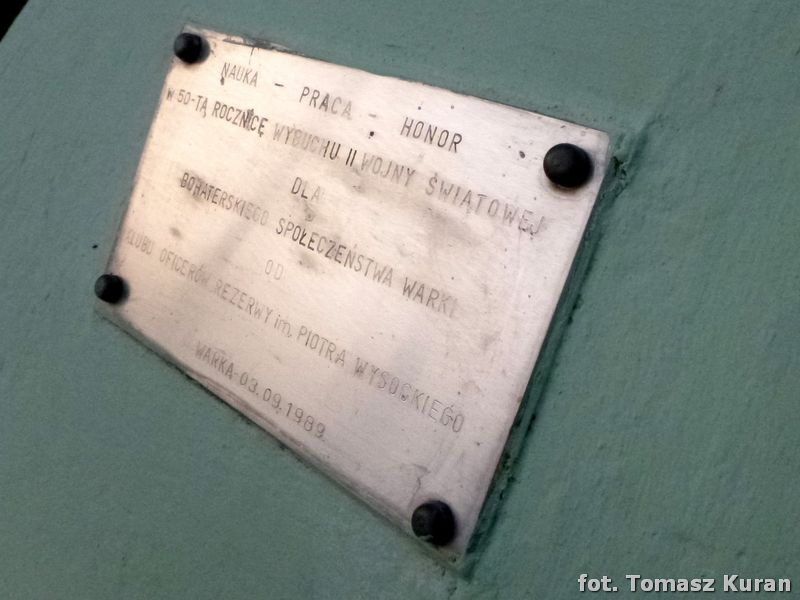 NAUKA - PRACA - HONOR
W 50-TĄ ROCZNICĘ WYBUCHU II WOJNY ŚWIATOWEJ
DLA
BOHATERSKIEGO SPOŁECZEŃSTWA WARKI
OD
KLUBU OFICERÓW REZERWY im. PIOTRA WYSOCKIEGO
WARKA-03.09.1989
fot. Tomasz Kuran